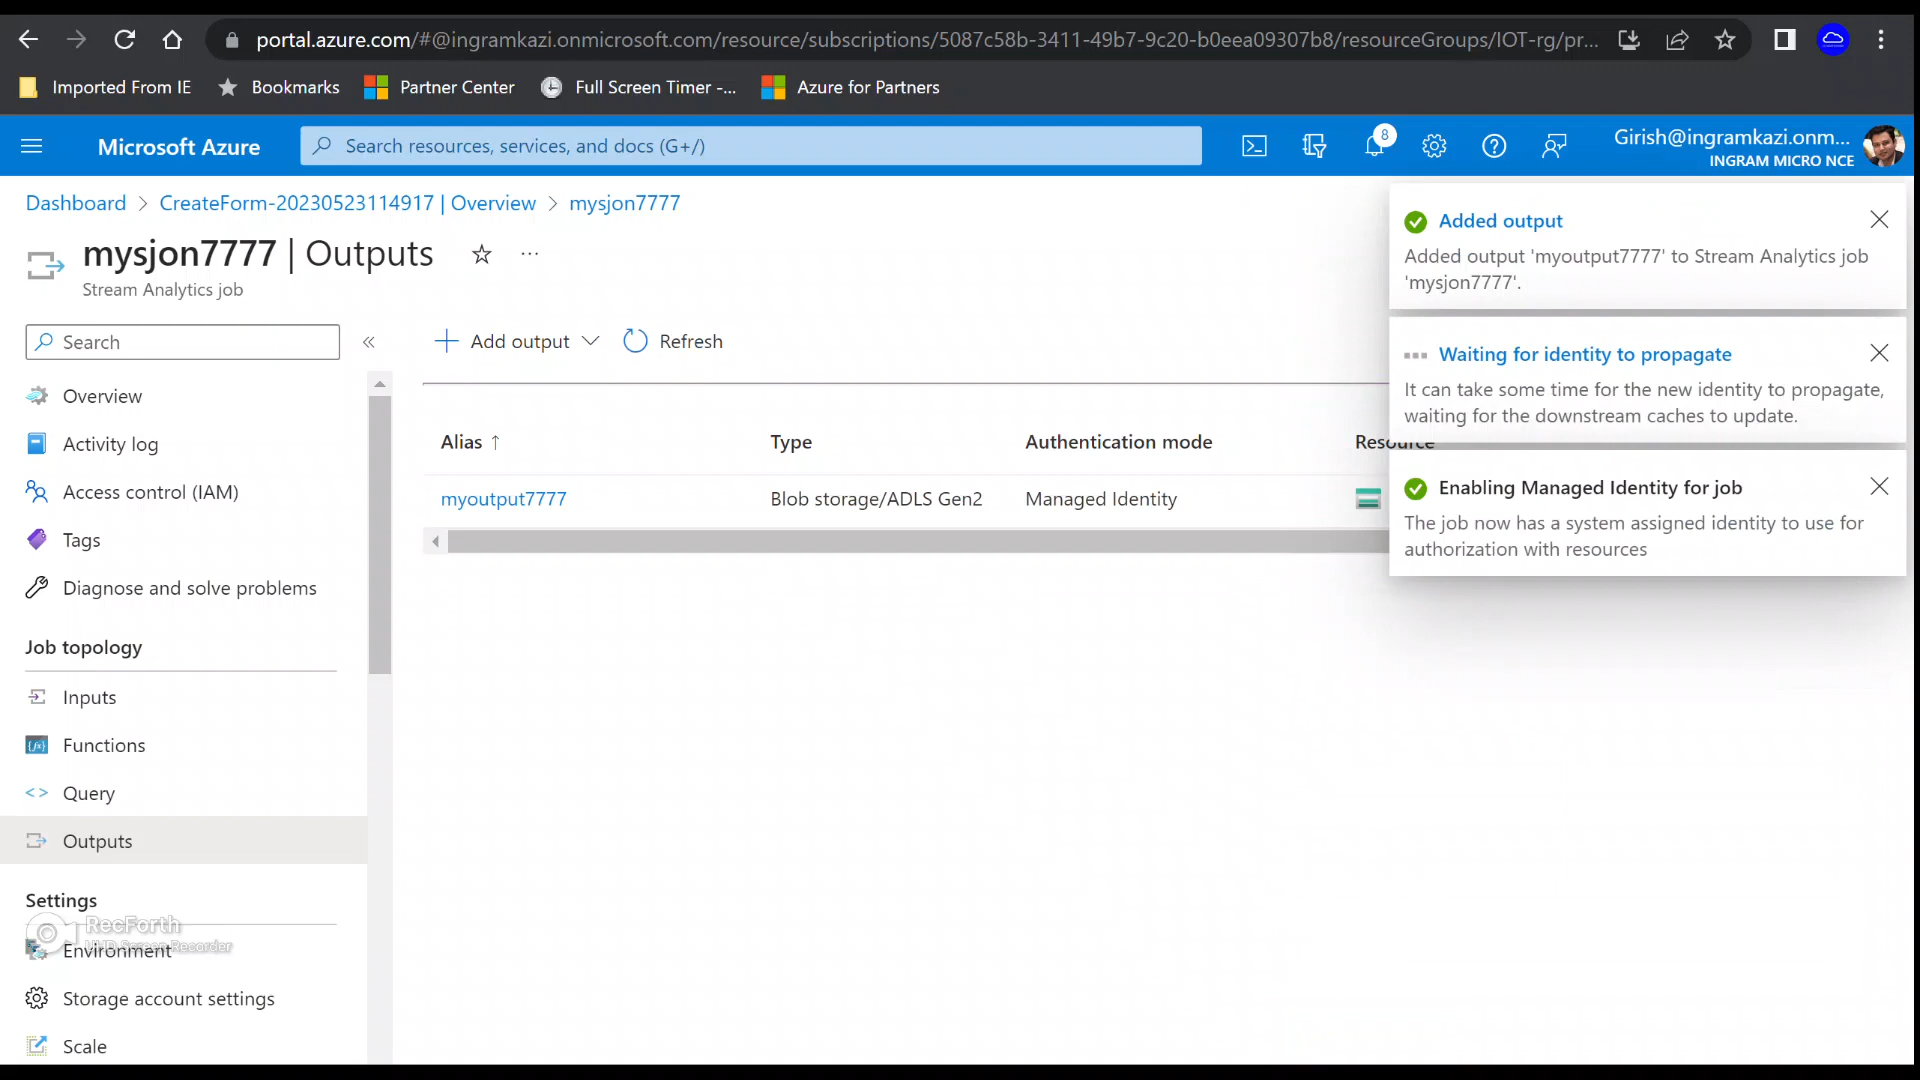 portal.azure.com/#@ingramkazi.onmicrosoft.com/resource/subscriptions/5087c58b-3411-49b7-9c20-b0eea09307b8/resourceGroups/IOT-rg/pr...
Imported From IE
Bookmarks
Partner Center
Full Screen Timer -...
Azure for Partners
Microsoft Azure
Search resources, services, and docs (G+/)
8
Girish@ingramkazi.onm...
INGRAM MICRO NCE
Dashboard > CreateForm-20230523114917 | Overview > mysjon7777
mysjon7777 | Outputs
Stream Analytics job
Search
Add output
Refresh
Overview
Activity log
Access control (IAM)
Tags
Diagnose and solve problems
Job topology
Inputs
Functions
Query
Outputs
Settings
RecForth
UHD Screen Recorder
Environment
Storage account settings
Scale
Alias ↑ Type Authentication mode Resource
myoutput7777 Blob storage/ADLS Gen2 Managed Identity
Added output
Added output 'myoutput7777' to Stream Analytics job
'mysjon7777'.
Waiting for identity to propagate
It can take some time for the new identity to propagate,
waiting for the downstream caches to update.
Enabling Managed Identity for job
The job now has a system assigned identity to use for
authorization with resources